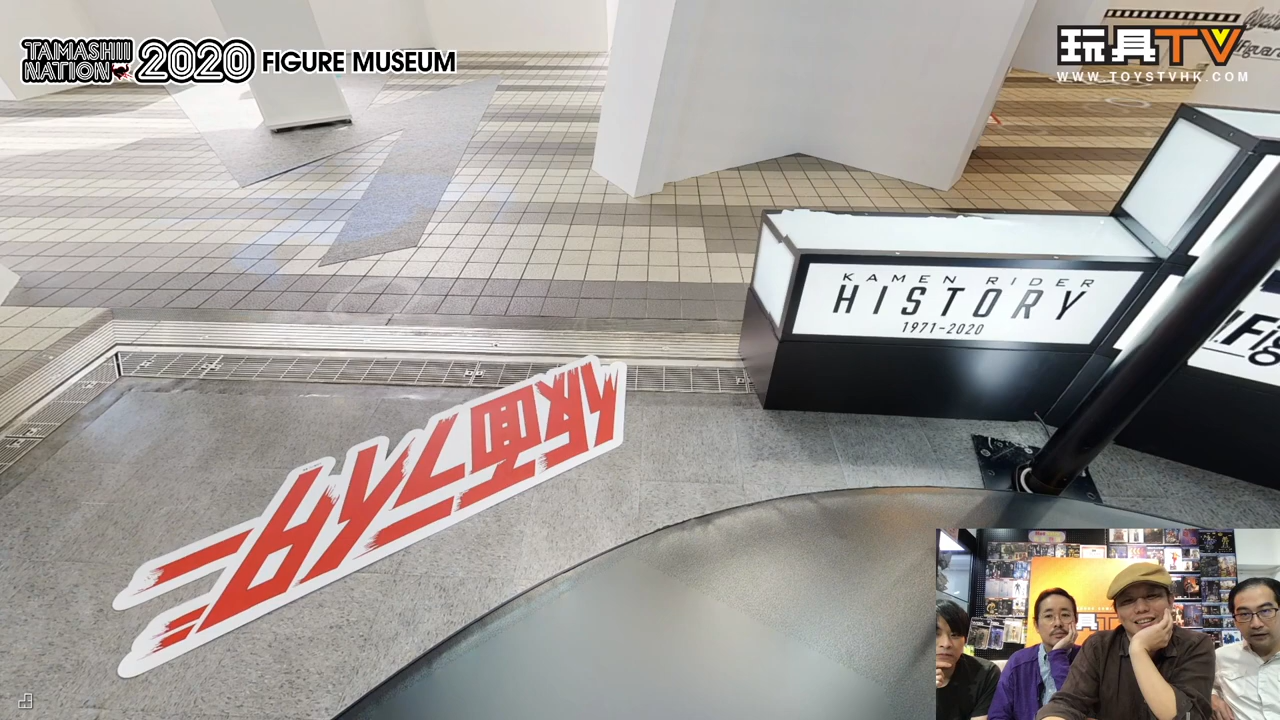 TAMASHII
NATION
2020
FIGURE MUSEUM
玩具TV
WWW.TOYSTVHK.COM
KAMEN RIDER
HISTORY
1971-2020
仮面ライダー